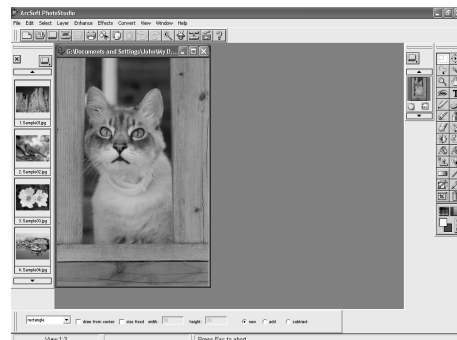 ArcSoft PhotoStudio
File Edit Select Layer Enhance Effects Convert View Window Help
G:\Documents and Settings\John\My D...
1. Sample01.jpg
2. Sample02.jpg
3. Sample03.jpg
4. Sample04.jpg
rectangle draw from center size fixed width: height: new add subtract
View 1:3 Press Esc to abort